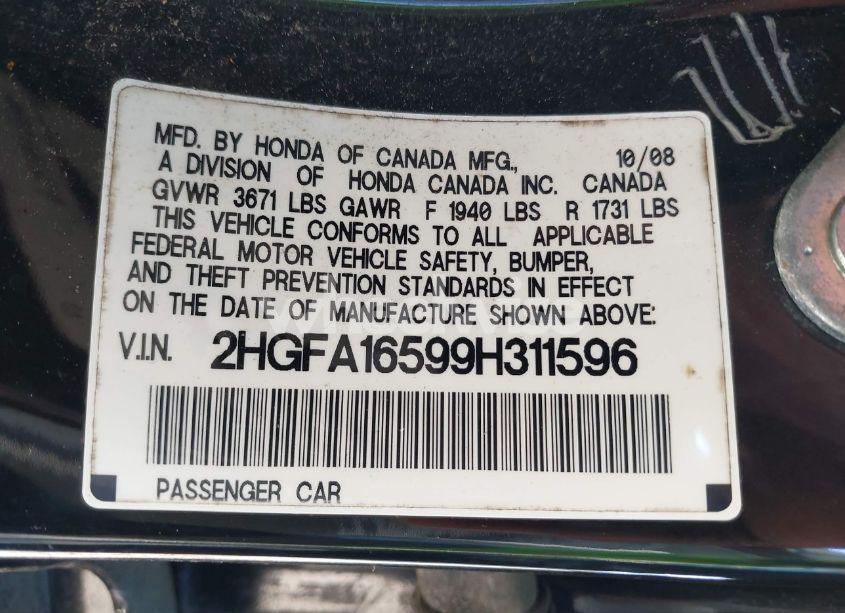 MFD. BY HONDA OF CANADA MFG., 10/08
A DIVISION OF HONDA CANADA INC. CANADA
GVWR 3671 LBS GAWR F 1940 LBS R 1731 LBS
THIS VEHICLE CONFORMS TO ALL APPLICABLE
FEDERAL MOTOR VEHICLE SAFETY, BUMPER,
AND THEFT PREVENTION STANDARDS IN EFFECT
ON THE DATE OF MANUFACTURE SHOWN ABOVE:
V.I.N. 2HGFA16599H311596
PASSENGER CAR